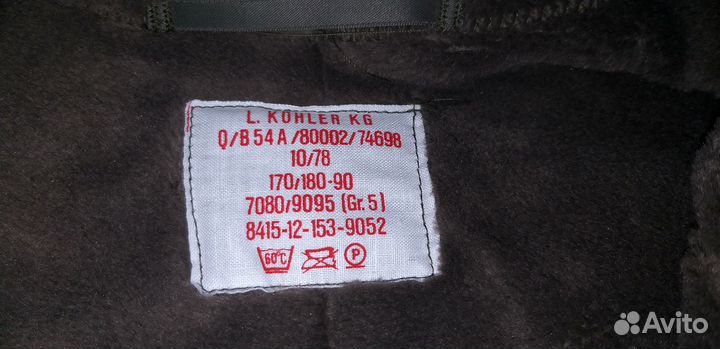 L. KÖHLER KG
Q/B 54 A /80002/74698
10/78
170/180-90
7080/9095 (Gr. 5)
8415-12-153-9052
60°C P
Avito